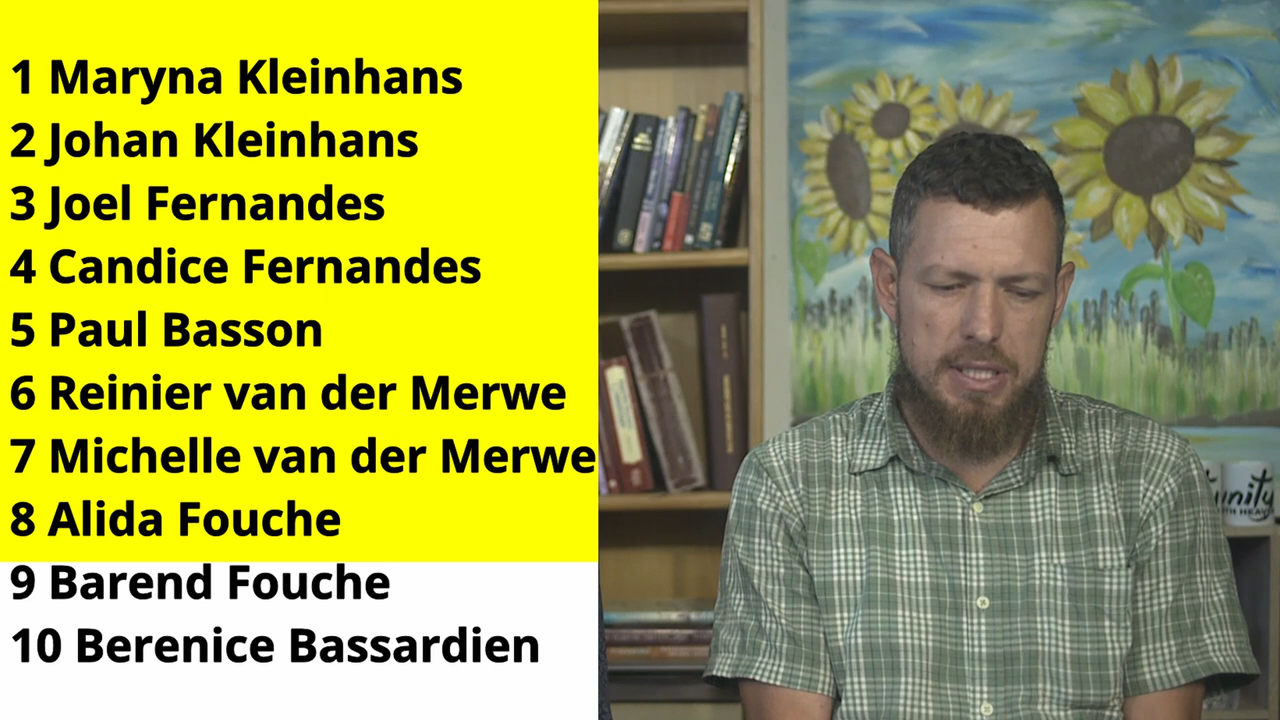 1 Maryna Kleinhans
2 Johan Kleinhans
3 Joel Fernandes
4 Candice Fernandes
5 Paul Basson
6 Reinier van der Merwe
7 Michelle van der Merwe
8 Alida Fouche
9 Barend Fouche
10 Berenice Bassardien
unity